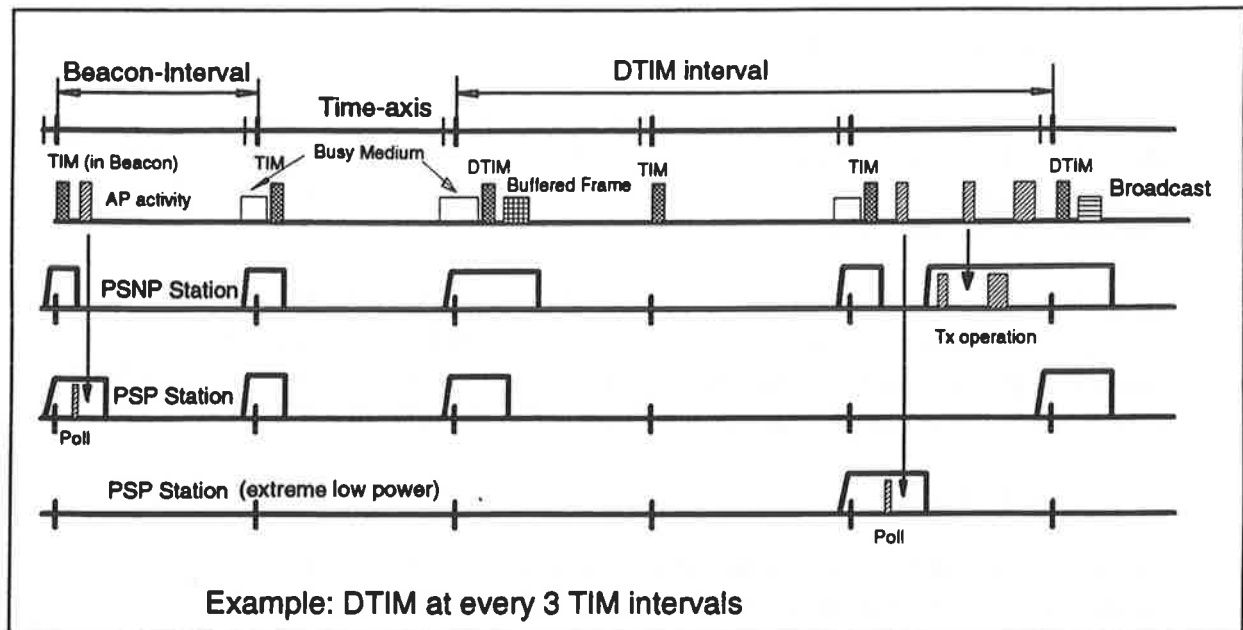 Beacon-Interval
DTIM interval
Time-axis
TIM (in Beacon)
TIM
Busy Medium
DTIM
TIM
TIM
DTIM
AP activity
Buffered Frame
Broadcast
PSNP Station
Tx operation
PSP Station
Poll
PSP Station (extreme low power)
Poll
Example: DTIM at every 3 TIM intervals